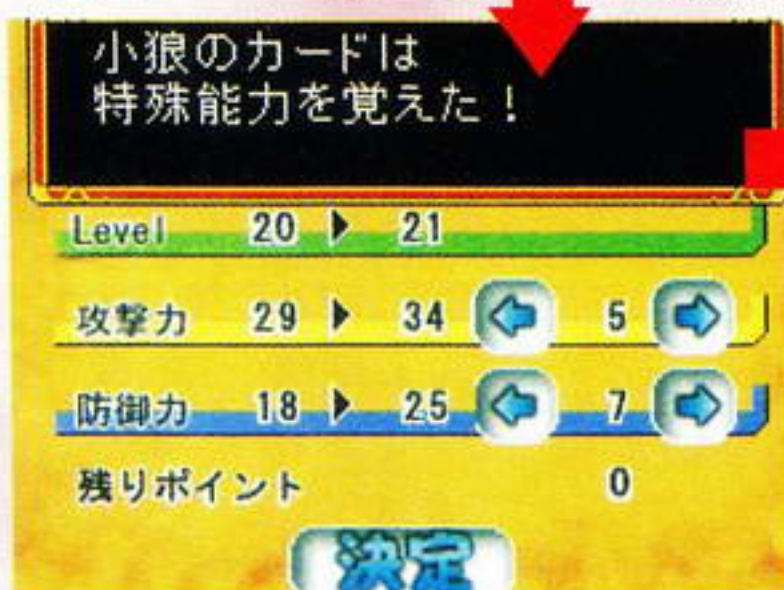 小狼のカードは
特殊能力を覚えた！
Level 20 ▶ 21
攻撃力 29 ▶ 34 5
防御力 18 ▶ 25 7
残りポイント 0
決定